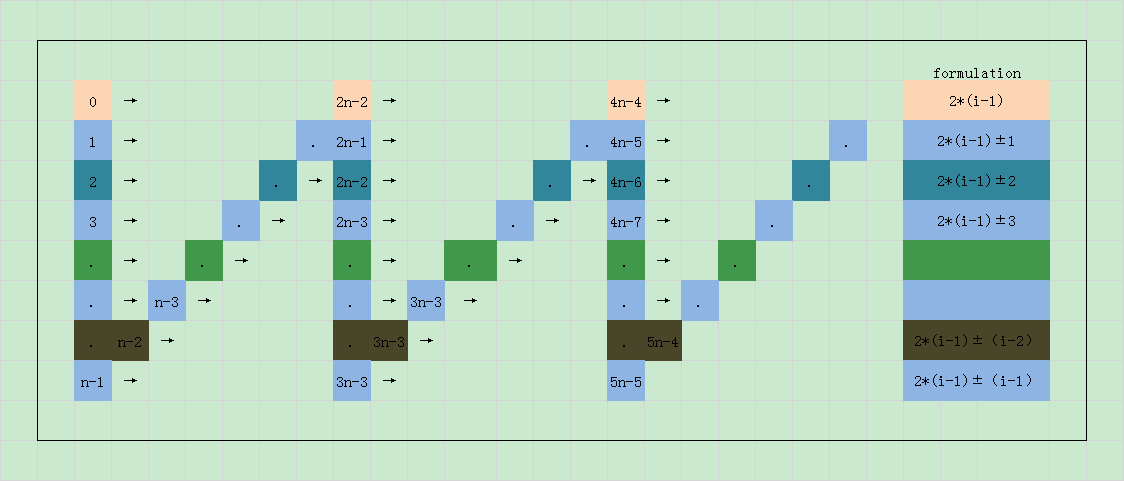 formulation
0 → 2n-2 → 4n-4 → 2*(i-1)
1 → . 2n-1 → . 4n-5 → . 2*(i-1)±1
2 → . → 2n-2 → . → 4n-6 → . 2*(i-1)±2
3 → . → 2n-3 → . → 4n-7 → . 2*(i-1)±3
. → . → . → . → . → .
. → n-3 → . → 3n-3 → . → .
. n-2 → . 3n-3 → . 5n-4 2*(i-1)± (i-2)
n-1 → 3n-3 → 5n-5 2*(i-1)± (i-1)